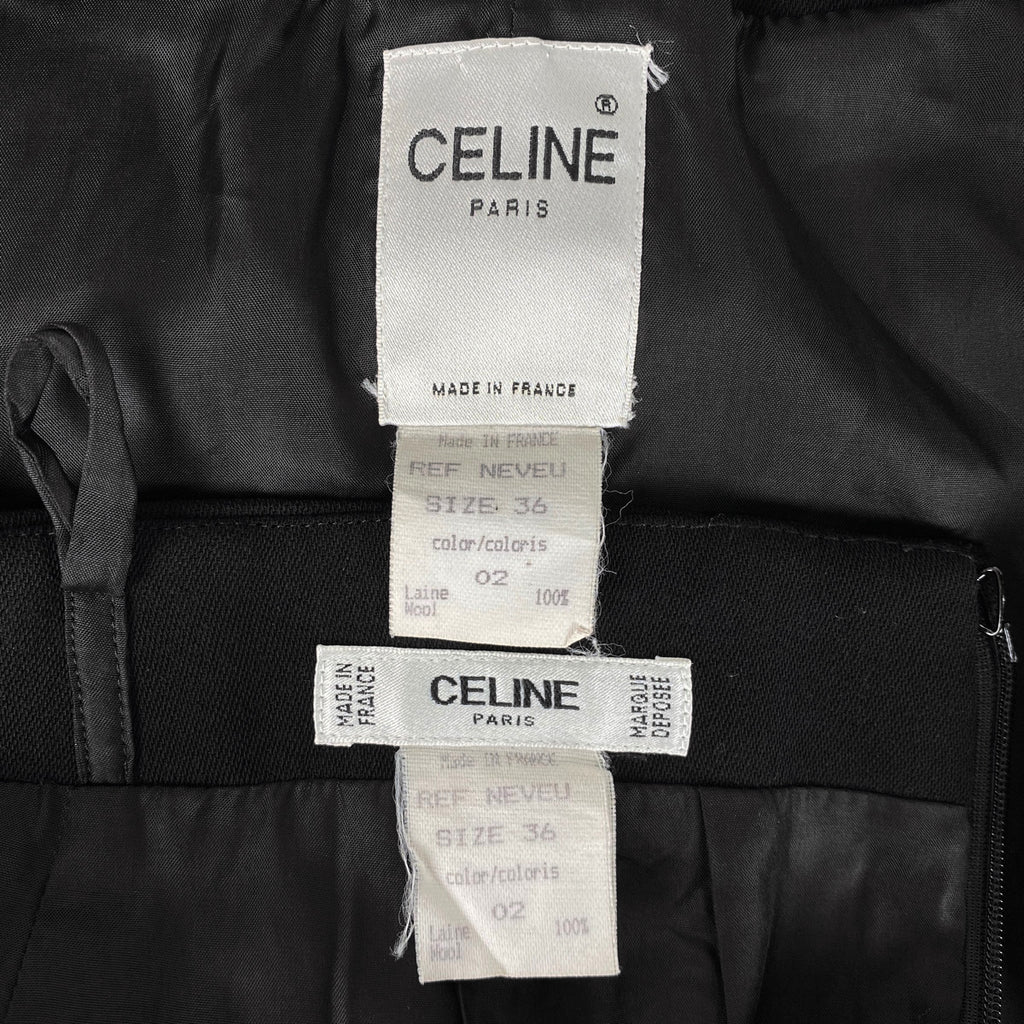 ®
CELINE
PARIS
MADE IN FRANCE
Made IN FRANCE
REF NEVEU
SIZE 36
color/coloris
02
Laine 100%
Wool
MADE IN
FRANCE
CELINE
PARIS
MARQUE
DEPOSEE
Made IN FRANCE
REF NEVEU
SIZE 36
color/coloris
02
Laine 100%
Wool